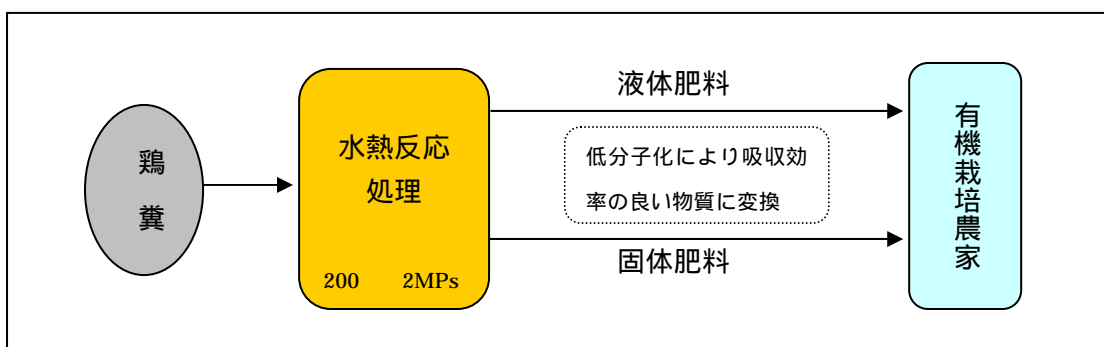 鶏糞
水熱反応
処理
200 2MPs
液体肥料
低分子化により吸収効
率の良い物質に変換
固体肥料
有機栽培農家